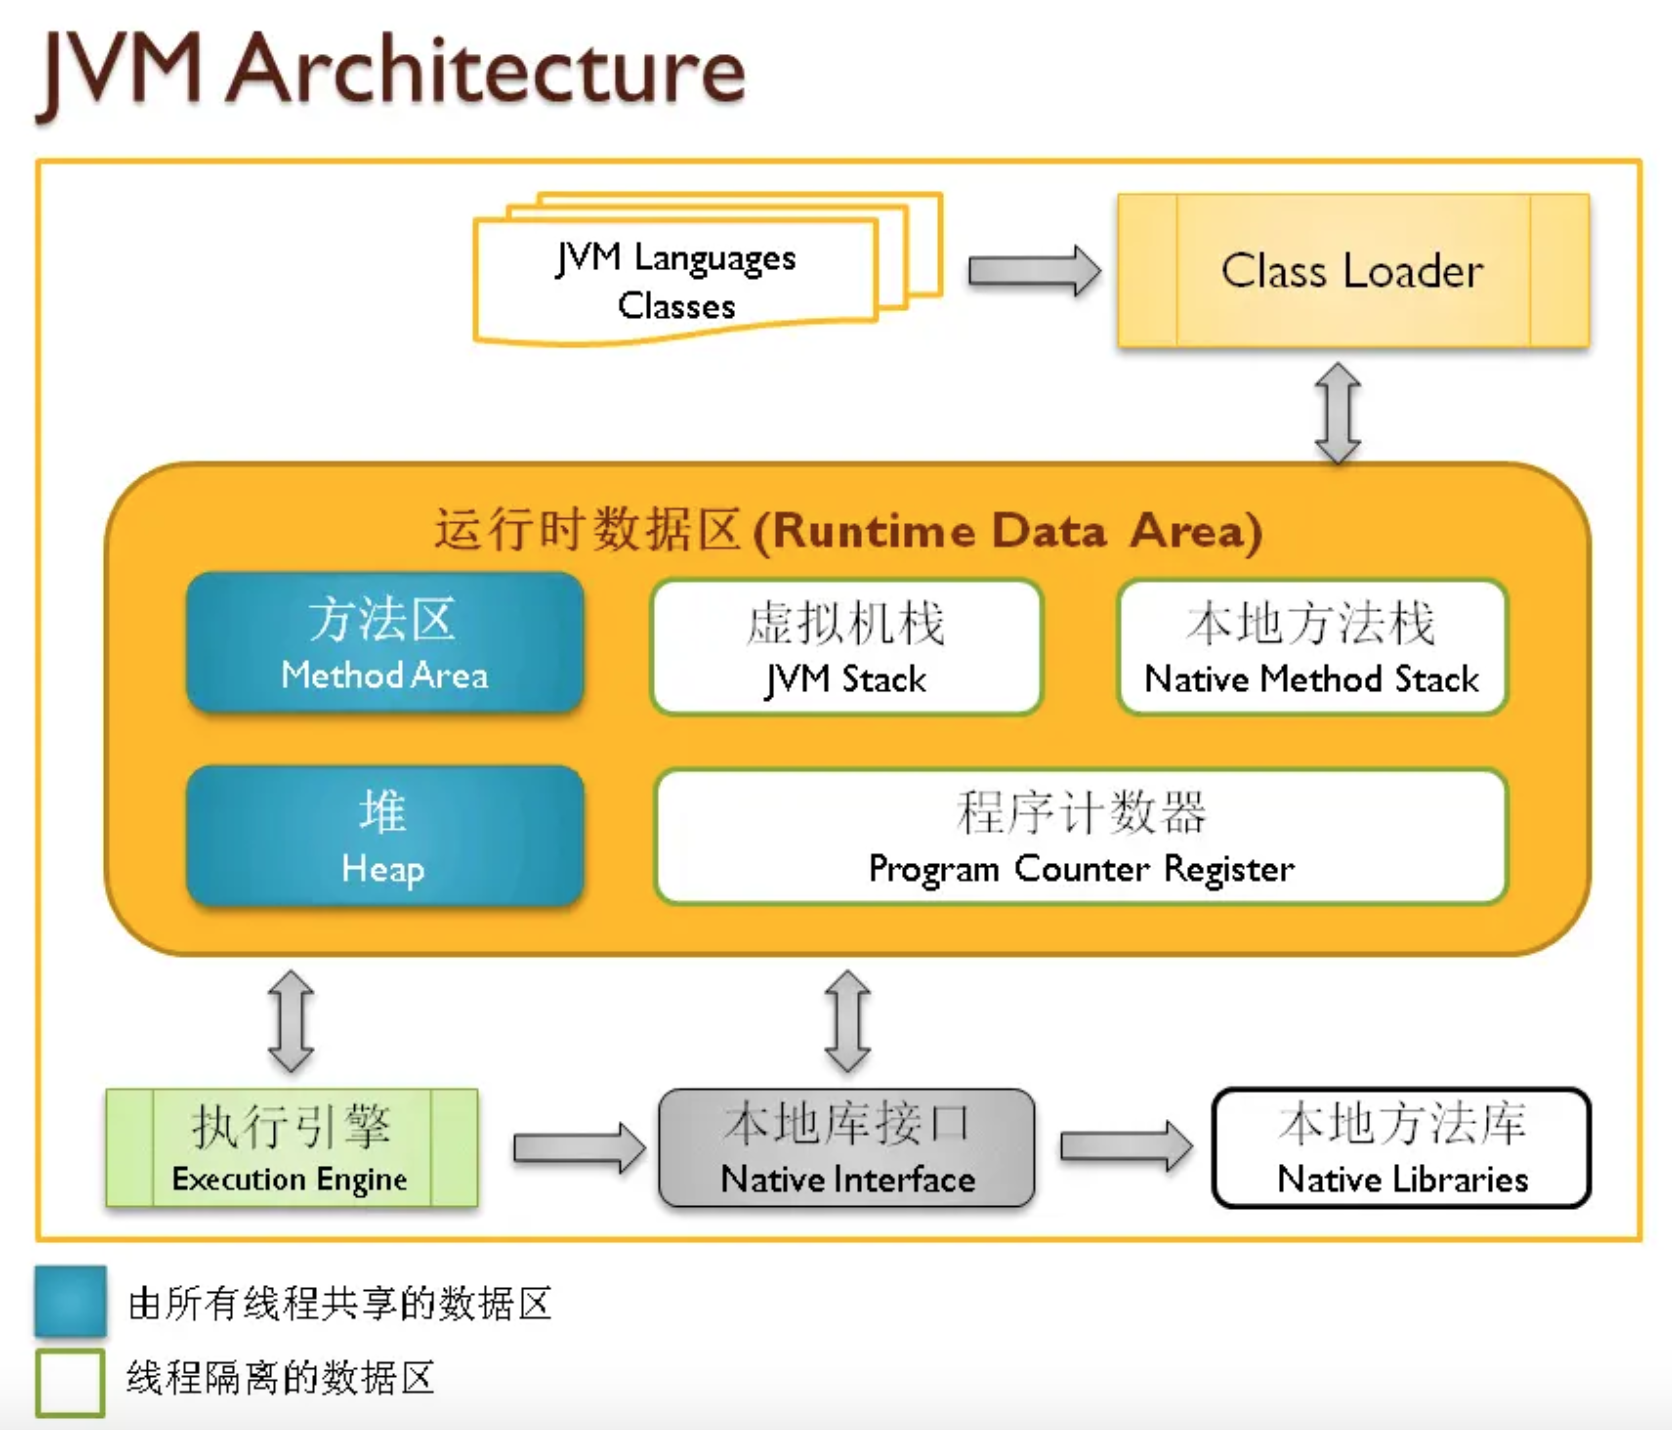 JVM Architecture
JVM Languages
Classes
Class Loader
运行时数据区(Runtime Data Area)
方法区
Method Area
虚拟机栈
JVM Stack
本地方法栈
Native Method Stack
堆
Heap
程序计数器
Program Counter Register
执行引擎
Execution Engine
本地库接口
Native Interface
本地方法库
Native Libraries
由所有线程共享的数据区
线程隔离的数据区